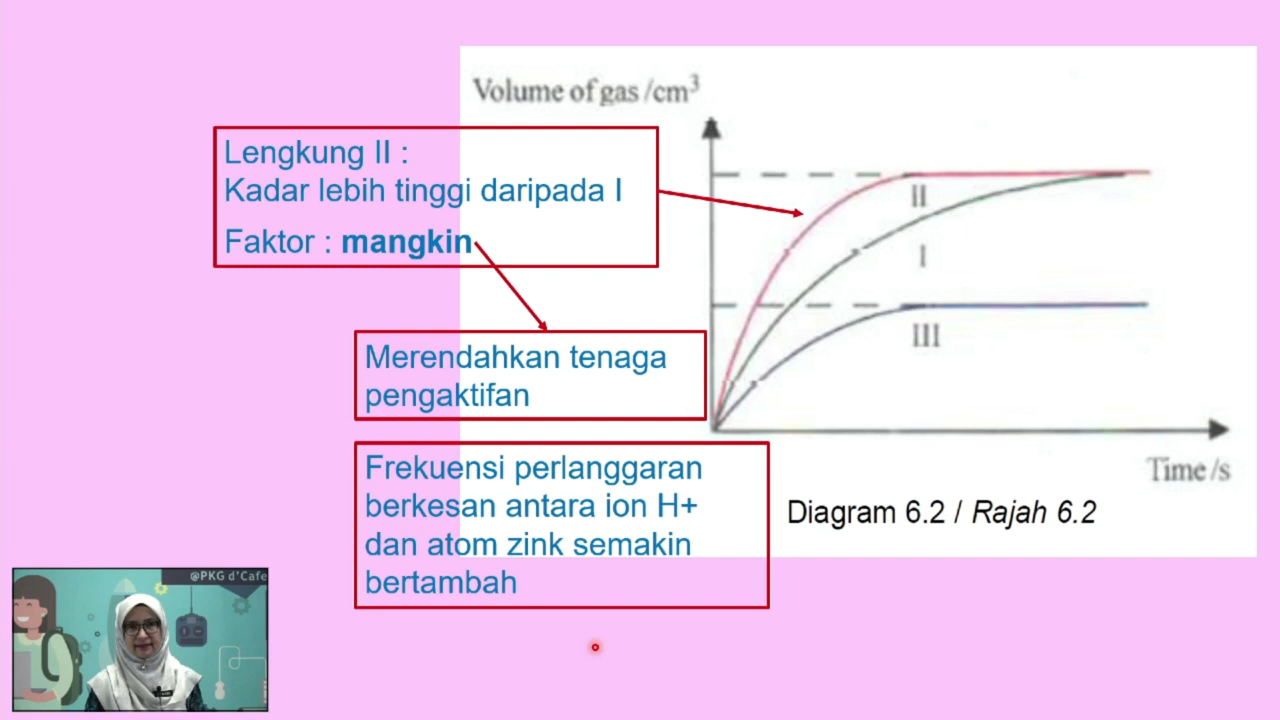 Volume of gas /cm³
Lengkung II :
Kadar lebih tinggi daripada I
Faktor : mangkin
II
I
III
Merendahkan tenaga
pengaktifan
Frekuensi perlanggaran
berkesan antara ion H+
dan atom zink semakin
bertambah
Time /s
Diagram 6.2 / Rajah 6.2
@PKG d'Cafe